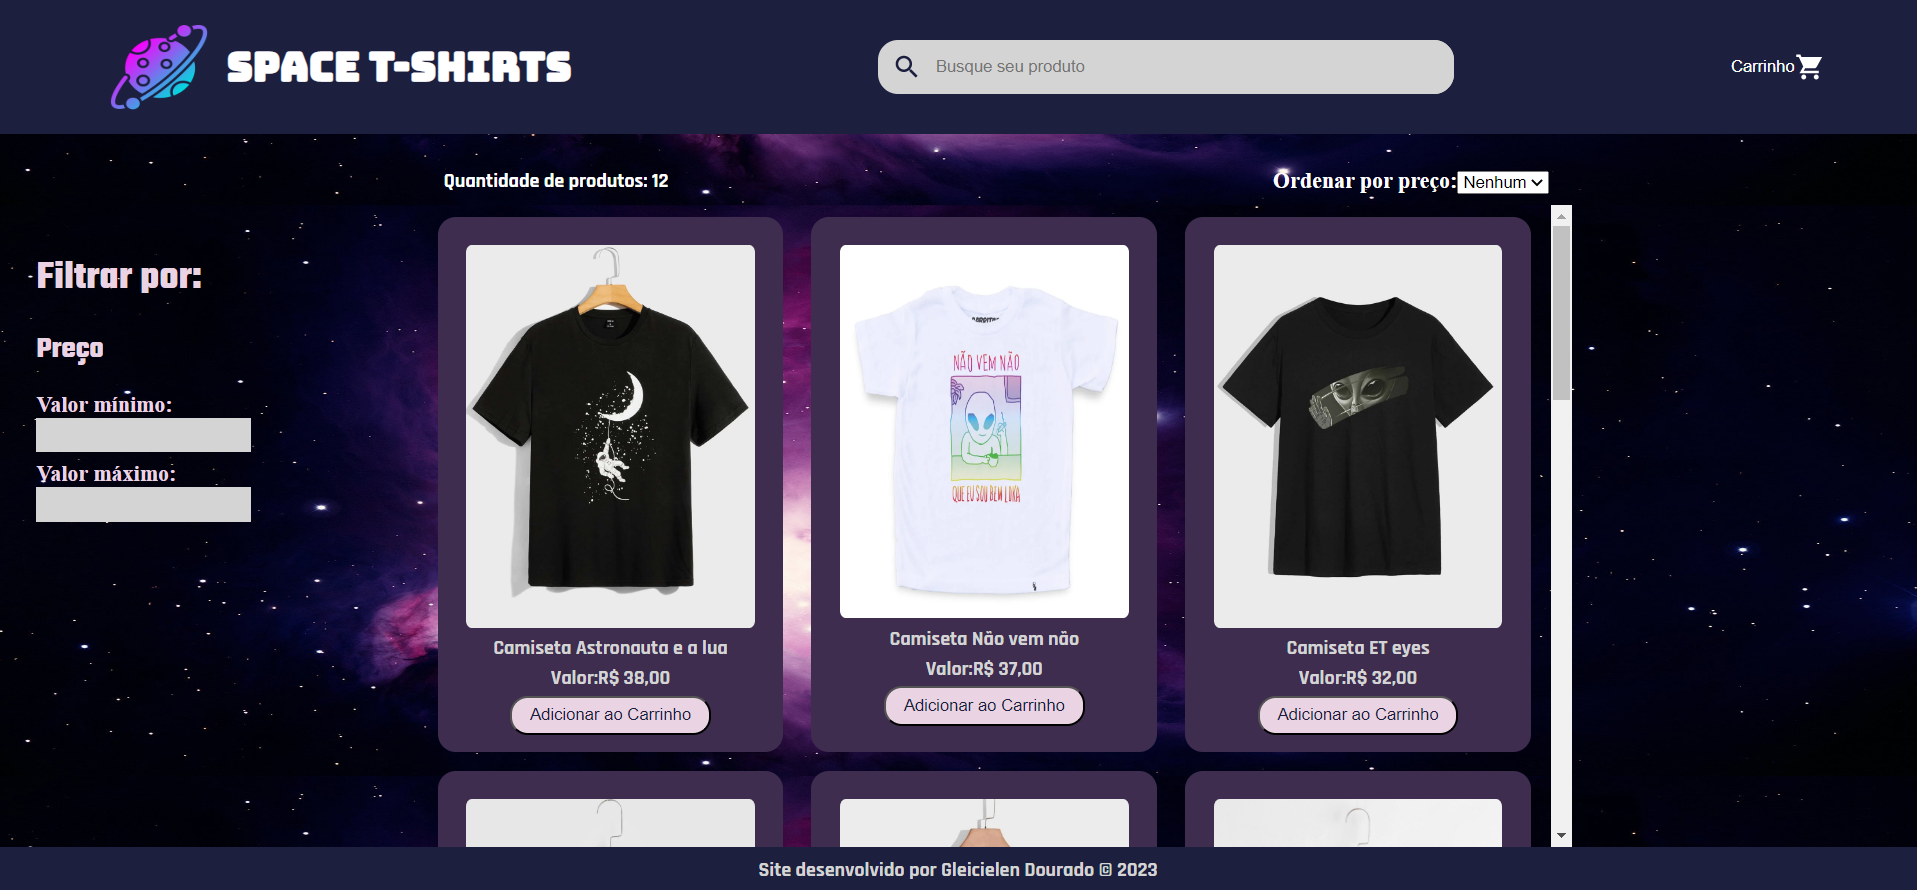 SPACE T-SHIRTS
Busque seu produto
Carrinho
Quantidade de produtos: 12
Ordenar por preço: Nenhum
Filtrar por:
Preço
Valor mínimo:
Valor máximo:
NÃO VEM NÃO
QUE EU SOU BEM LOKA
Camiseta Astronauta e a lua
Valor:R$ 38,00
Adicionar ao Carrinho
Camiseta Não vem não
Valor:R$ 37,00
Adicionar ao Carrinho
Camiseta ET eyes
Valor:R$ 32,00
Adicionar ao Carrinho
Site desenvolvido por Gleicielen Dourado © 2023